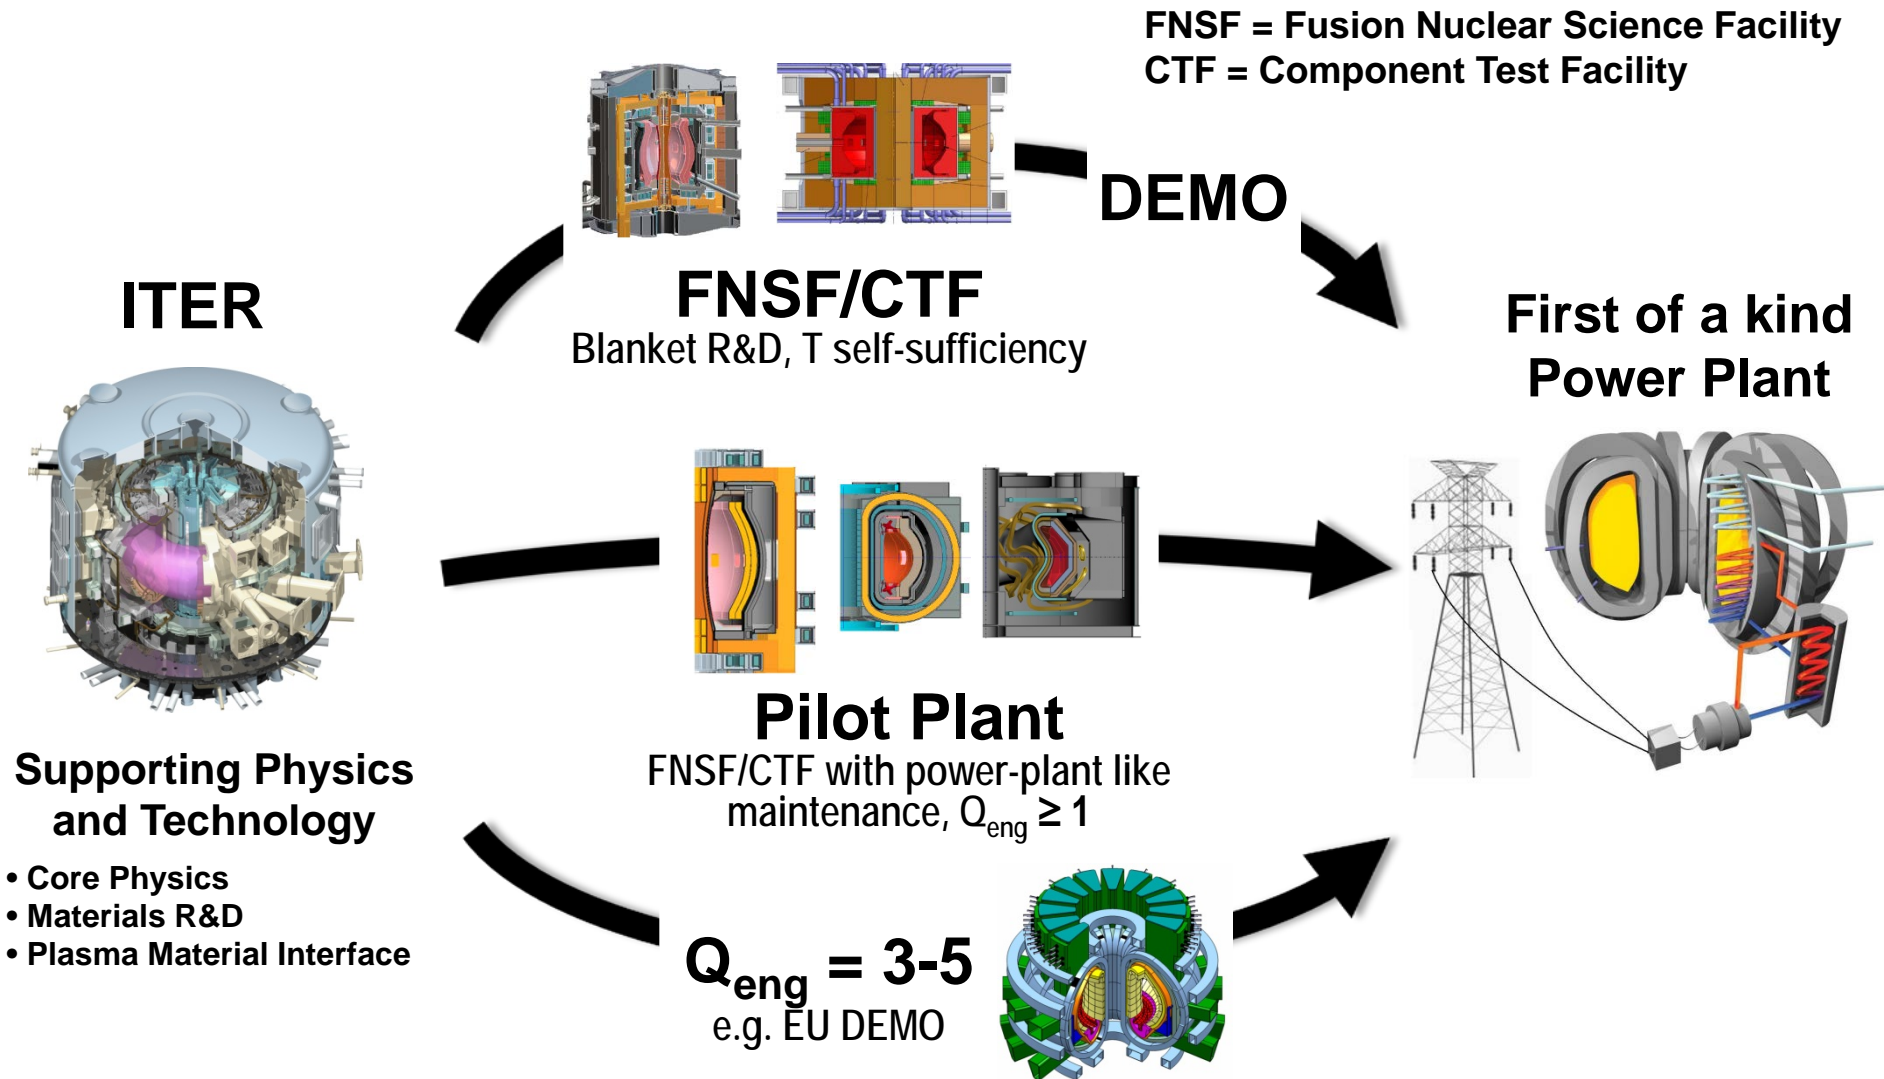 FNSF = Fusion Nuclear Science Facility
CTF = Component Test Facility
DEMO
ITER
FNSF/CTF
Blanket R&D, T self-sufficiency
First of a kind
Power Plant
Pilot Plant
FNSF/CTF with power-plant like
maintenance, Qeng ≥ 1
Supporting Physics
and Technology
• Core Physics
• Materials R&D
• Plasma Material Interface
Qeng = 3-5
e.g. EU DEMO